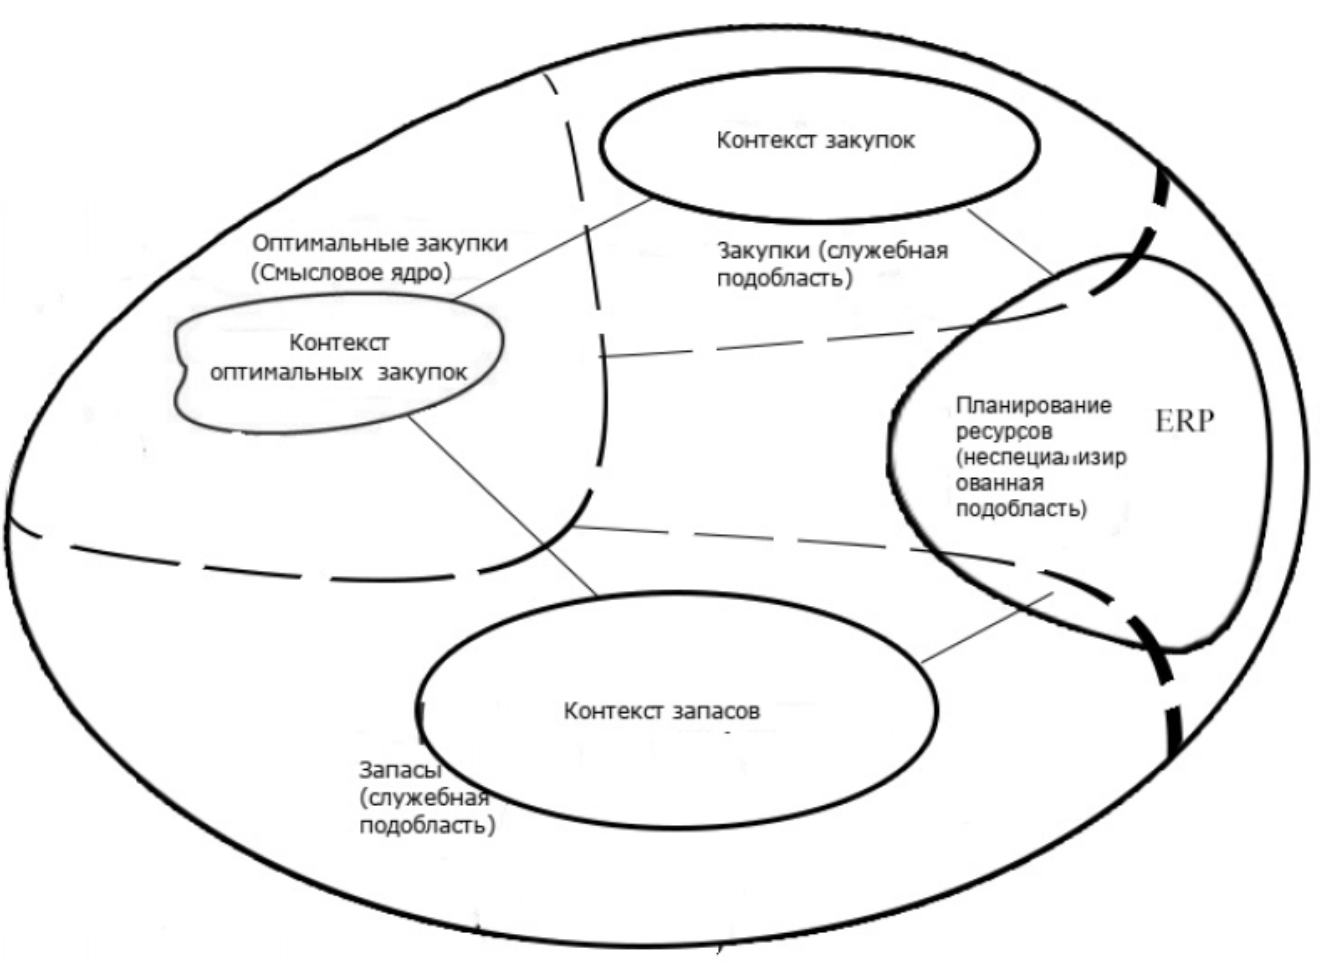 Контекст закупок
Оптимальные закупки
(Смысловое ядро)
Закупки (служебная
подобласть)
Контекст
оптимальных закупок
Планирование
ресурсов
(неспециализир
ованная
подобласть)
ERP
Контекст запасов
Запасы
(служебная
подобласть)